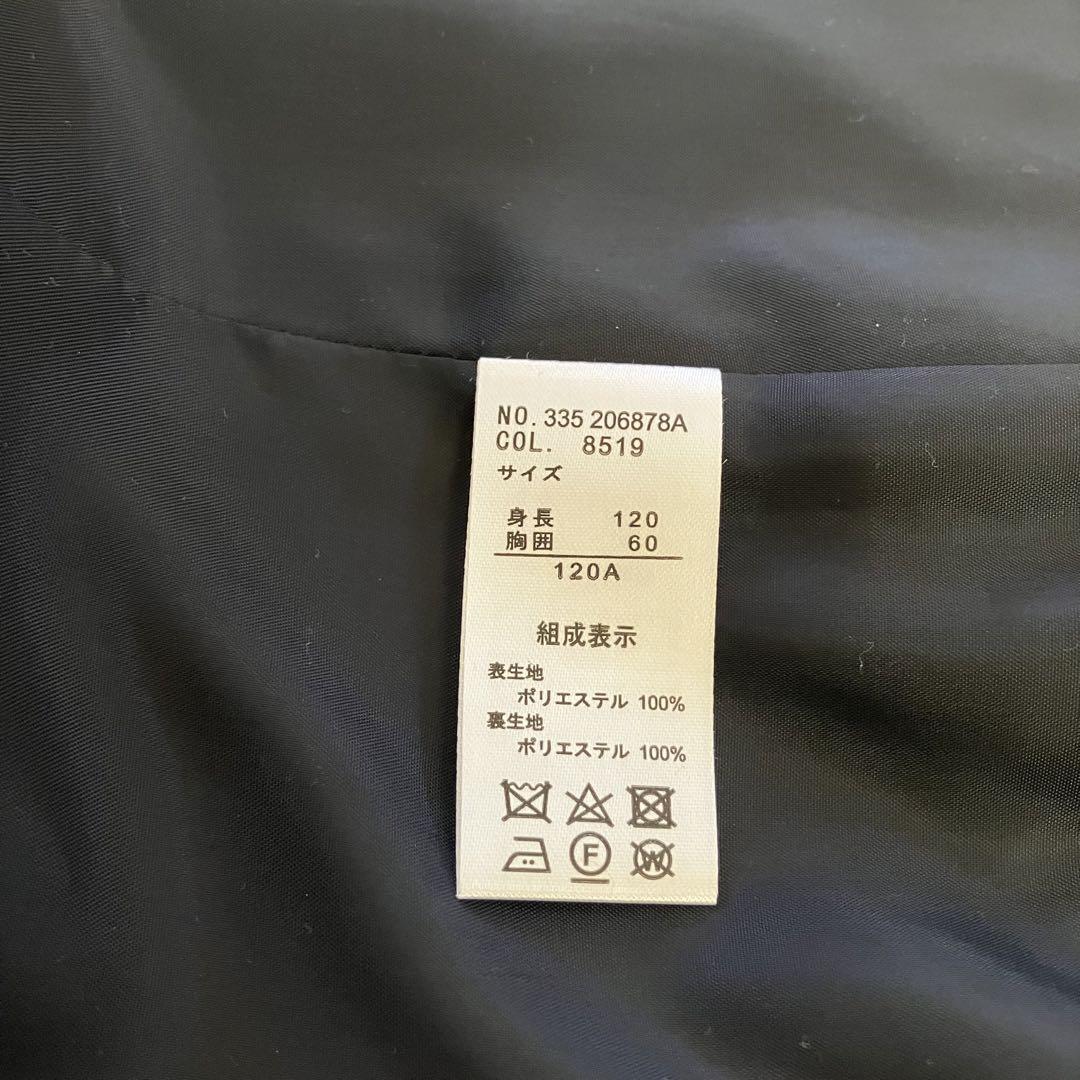 NO. 335 206878A
COL. 8519
サイズ
身長 120
胸囲 60
120A
組成表示
表生地
ポリエステル 100%
裏生地
ポリエステル 100%
F W